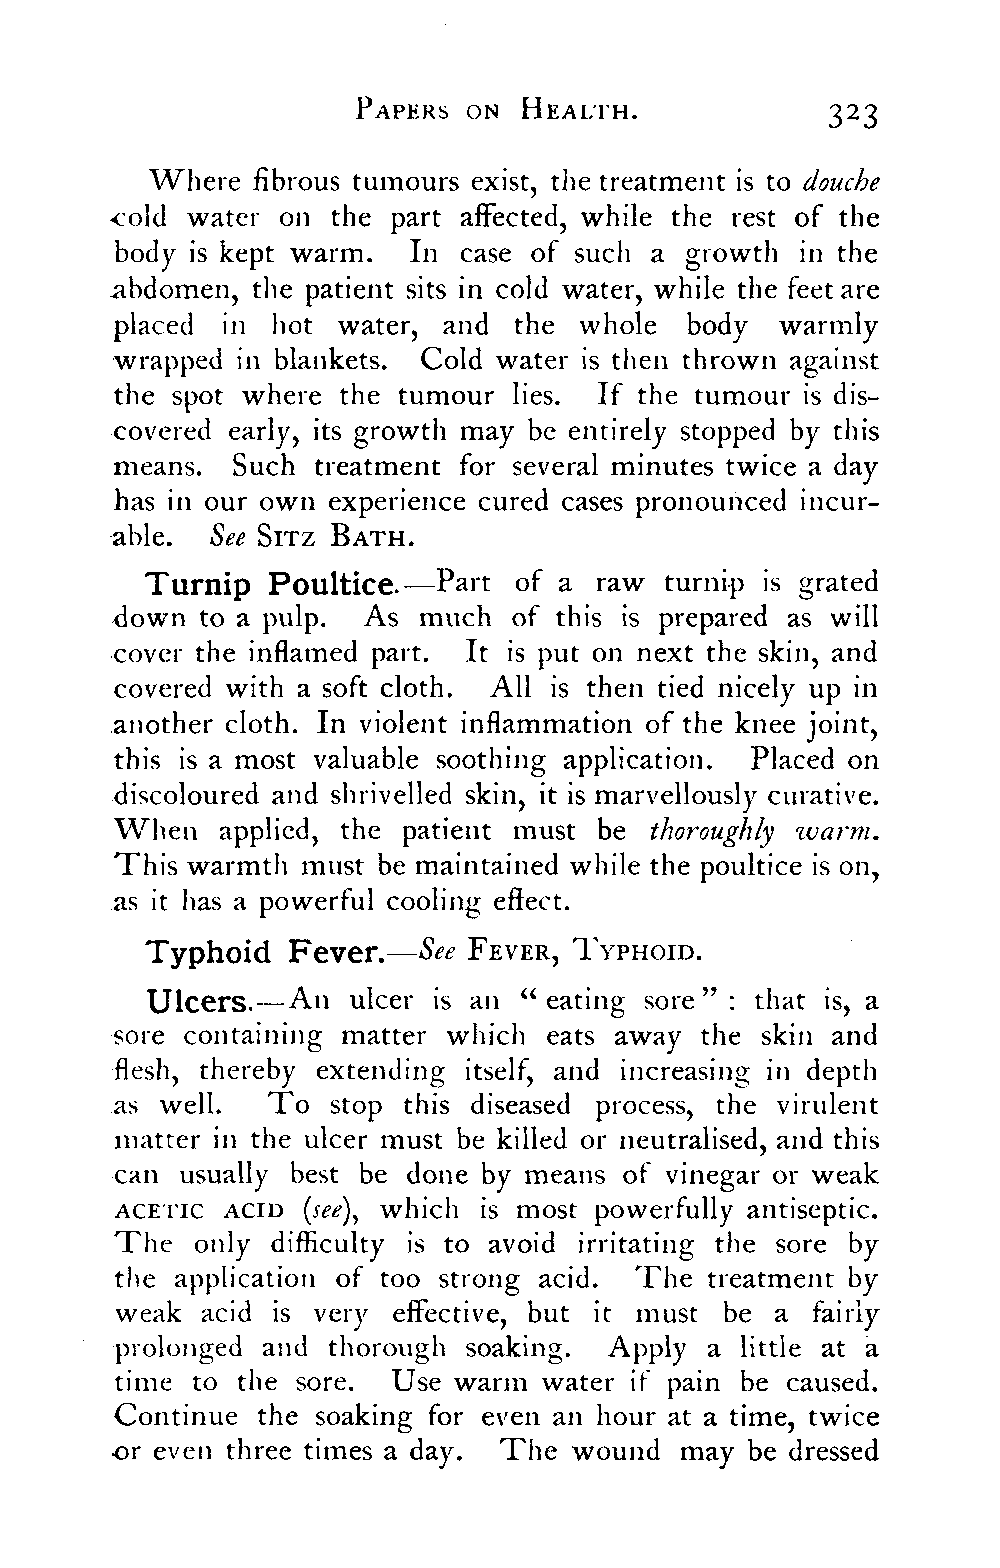 Papers on Health. 323
Where fibrous tumours exist, the treatment is to douche
cold water on the part affected, while the rest of the
body is kept warm. In case of such a growth in the
abdomen, the patient sits in cold water, while the feet are
placed in hot water, and the whole body warmly
wrapped in blankets. Cold water is then thrown against
the spot where the tumour lies. If the tumour is dis-
covered early, its growth may be entirely stopped by this
means. Such treatment for several minutes twice a day
has in our own experience cured cases pronounced incur-
able. See Sitz Bath.
Turnip Poultice.—Part of a raw turnip is grated
down to a pulp. As much of this is prepared as will
cover the inflamed part. It is put on next the skin, and
covered with a soft cloth. All is then tied nicely up in
another cloth. In violent inflammation of the knee joint,
this is a most valuable soothing application. Placed on
discoloured and shrivelled skin, it is marvellously curative.
When applied, the patient must be thoroughly warm.
This warmth must be maintained while the poultice is on,
as it has a powerful cooling effect.
Typhoid Fever.—See Fever, Typhoid.
Ulcers.—An ulcer is an “ eating sore ” : that is, a
sore containing matter which eats away the skin and
flesh, thereby extending itself, and increasing in depth
as well. To stop this diseased process, the virulent
matter in the ulcer must be killed or neutralised, and this
can usually best be done by means of vinegar or weak
ACETIC ACID (see), which is most powerfully antiseptic.
The only difficulty is to avoid irritating the sore by
the application of too strong acid. The treatment by
weak acid is very effective, but it must be a fairly
prolonged and thorough soaking. Apply a little at a
time to the sore. Use warm water if pain be caused.
Continue the soaking for even an hour at a time, twice
or even three times a day. The wound may be dressed